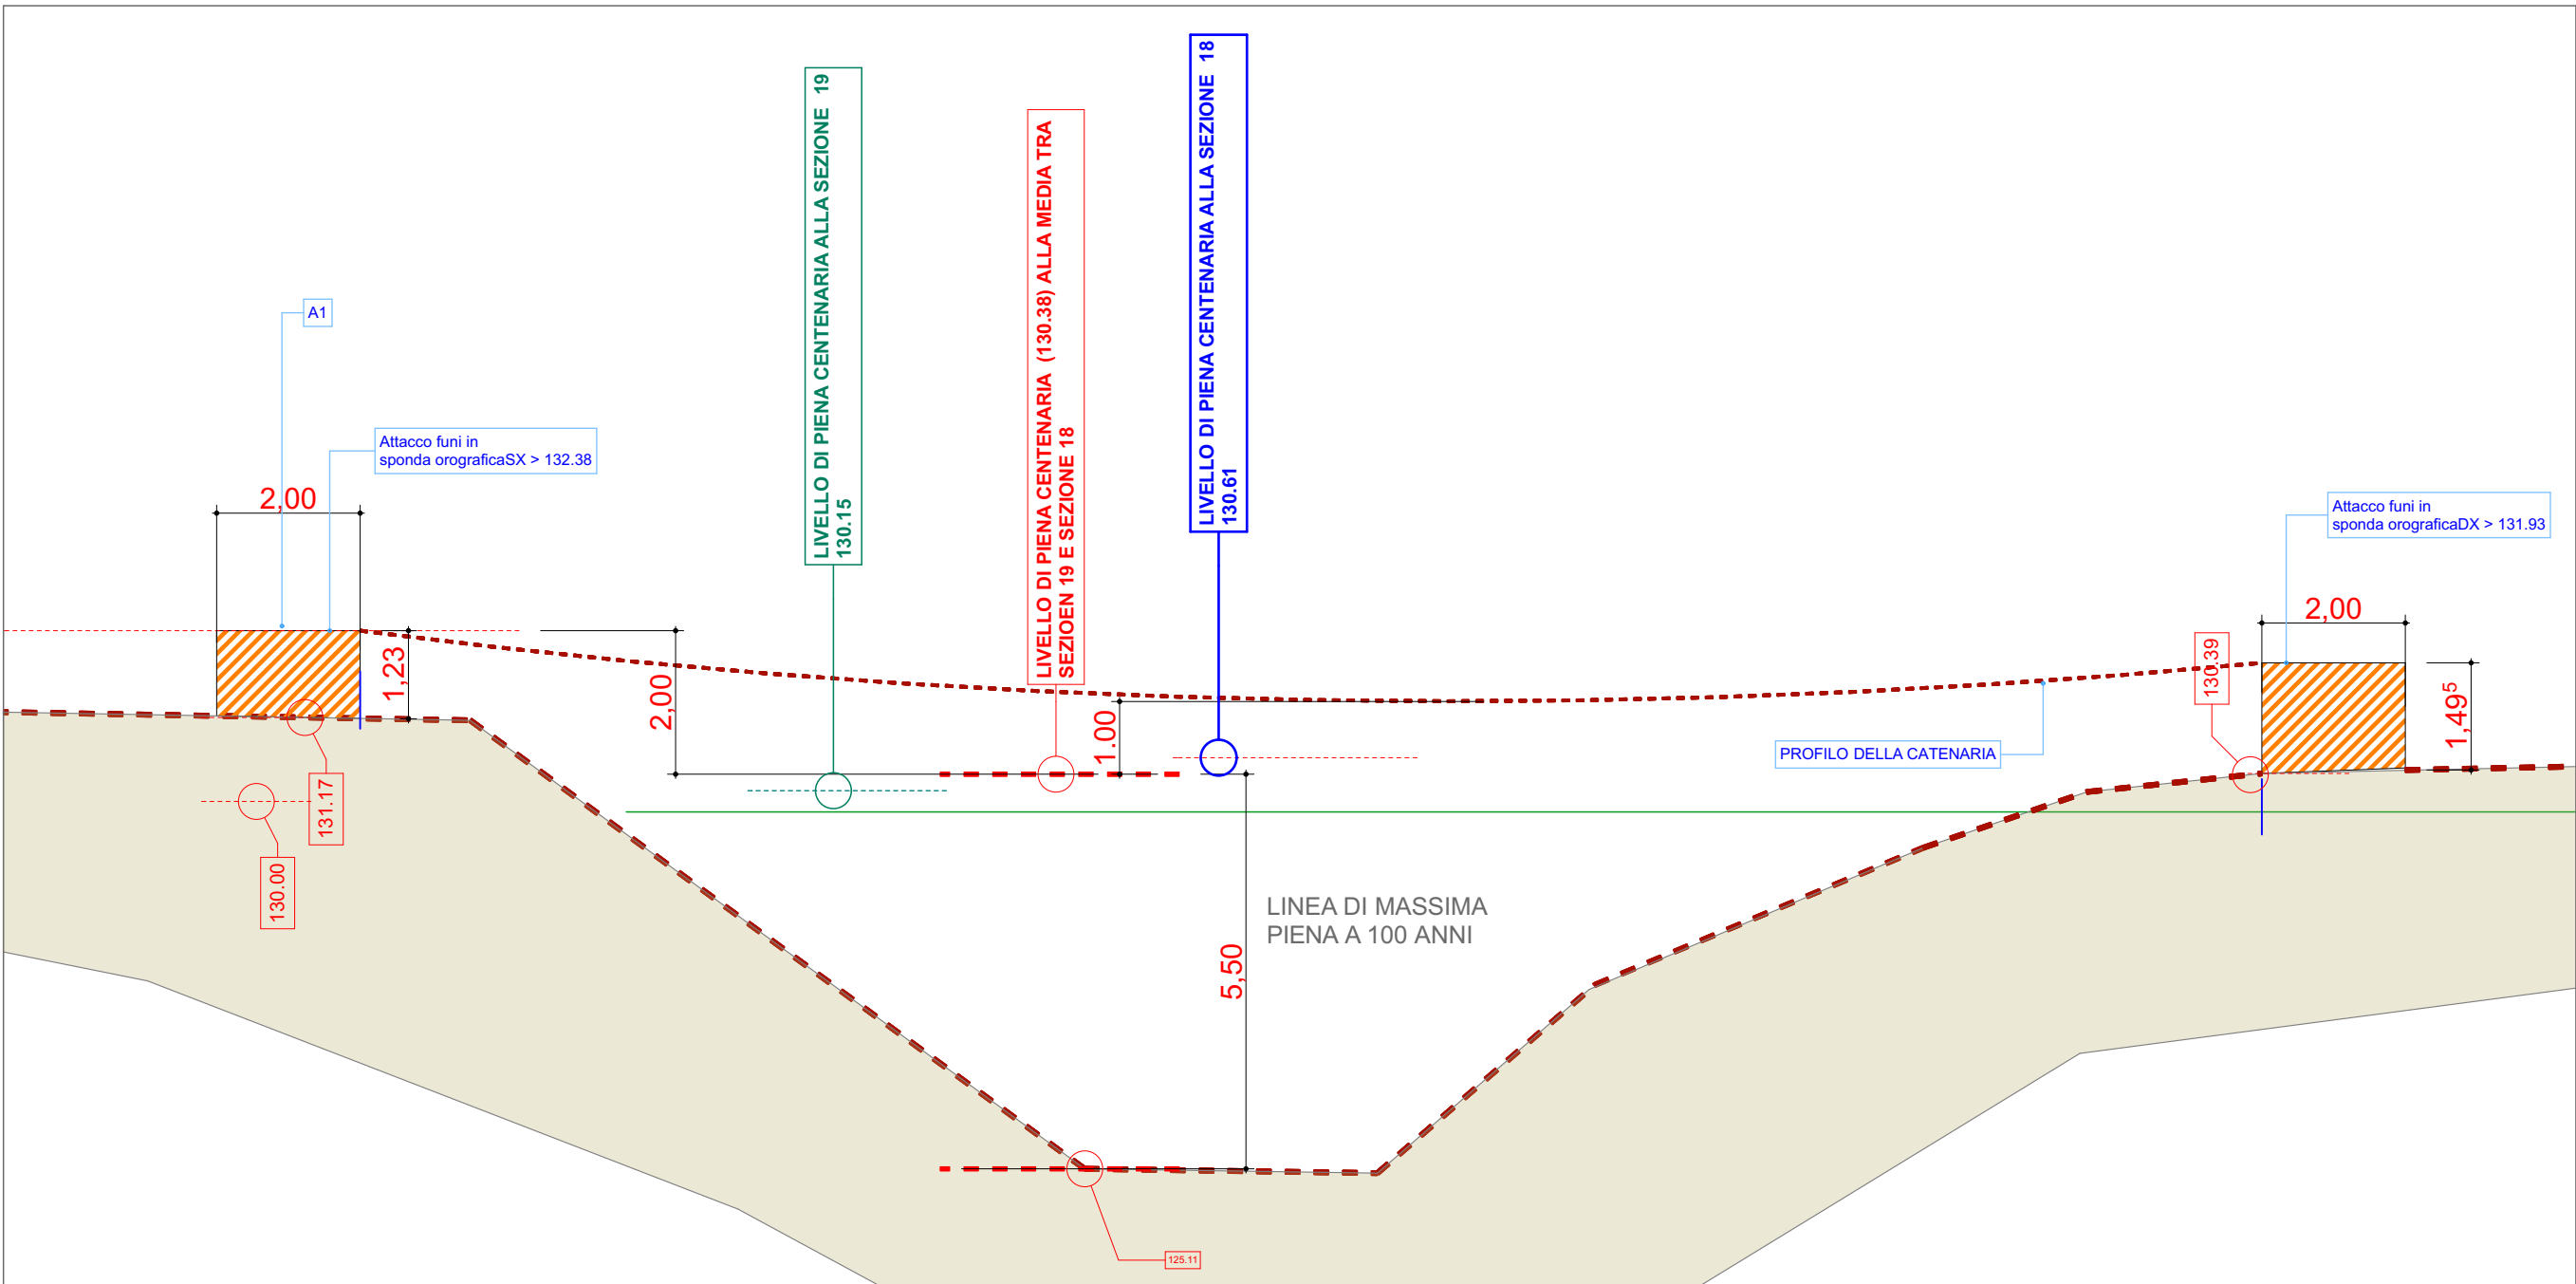 LIVELLO DI PIENA CENTENARIA ALLA SEZIONE 19
130.15
LIVELLO DI PIENA CENTENARIA (130.38) ALLA MEDIA TRA
SEZIOEN 19 E SEZIONE 18
LIVELLO DI PIENA CENTENARIA ALLA SEZIONE 18
130.61
A1
Attacco funi in
sponda orograficaSX > 132.38
2,00
Attacco funi in
sponda orograficaDX > 131.93
2,00
1,23
2,00
1.00
130.39
1,49⁵
PROFILO DELLA CATENARIA
131.17
130.00
LINEA DI MASSIMA
PIENA A 100 ANNI
5,50
125.11